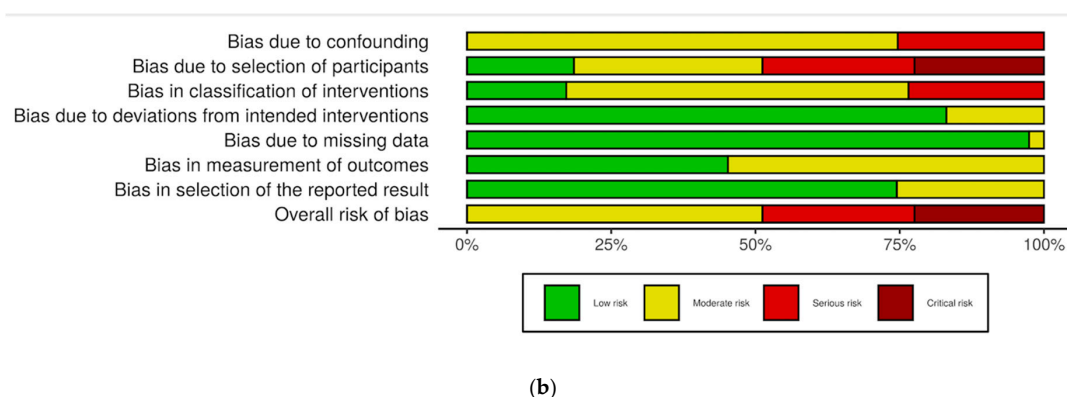 Bias due to confounding
Bias due to selection of participants
Bias in classification of interventions
Bias due to deviations from intended interventions
Bias due to missing data
Bias in measurement of outcomes
Bias in selection of the reported result
Overall risk of bias
0% 25% 50% 75% 100%
Low risk Moderate risk Serious risk Critical risk
(b)